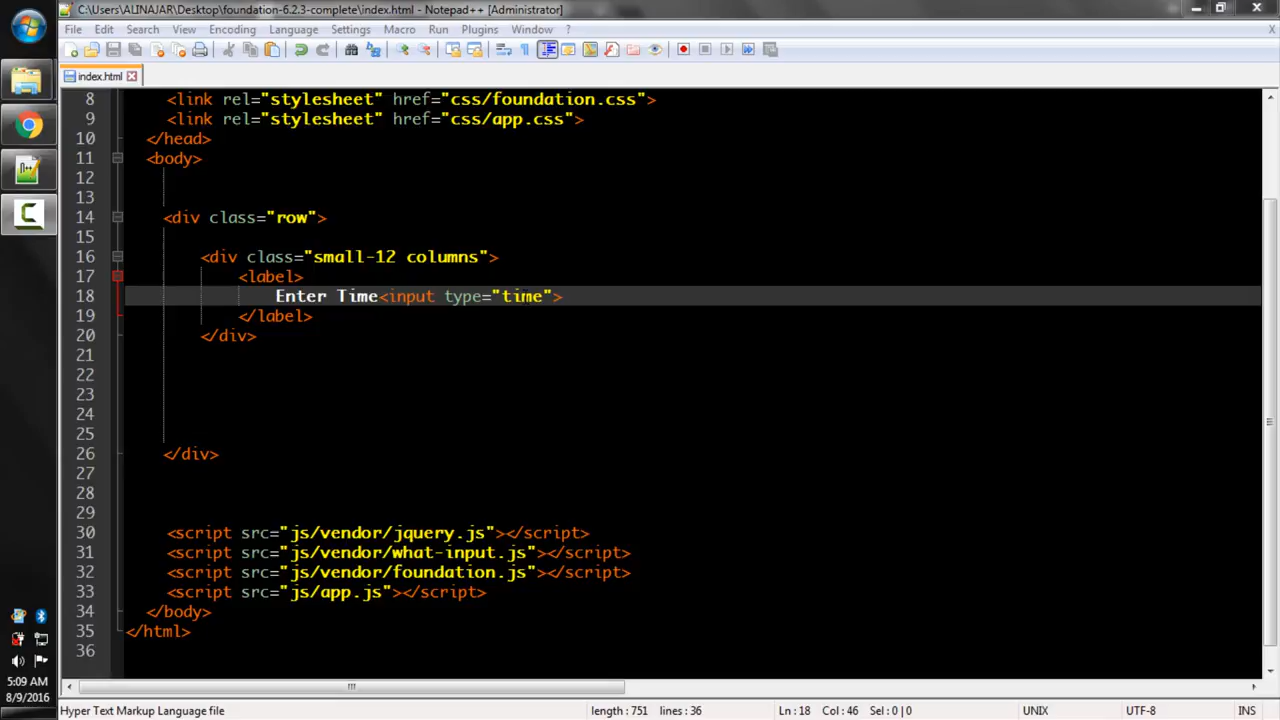 C:\Users\ALINAJAR\Desktop\foundation-6.2.3-complete\index.html - Notepad++ [Administrator]
File Edit Search View Encoding Language Settings Macro Run Plugins Window ? X
index.html
8 <link rel="stylesheet" href="css/foundation.css">
9 <link rel="stylesheet" href="css/app.css">
10 </head>
11 <body>
12
13
14 <div class="row">
15
16 <div class="small-12 columns">
17 <label>
18 Enter Time<input type="time">
19 </label>
20 </div>
21
22
23
24
25
26 </div>
27
28
29
30 <script src="js/vendor/jquery.js"></script>
31 <script src="js/vendor/what-input.js"></script>
32 <script src="js/vendor/foundation.js"></script>
33 <script src="js/app.js"></script>
34 </body>
35 </html>
36
5:09 AM
8/9/2016
Hyper Text Markup Language file length : 751 lines : 36 Ln : 18 Col : 46 Sel : 0 | 0 UNIX UTF-8 INS